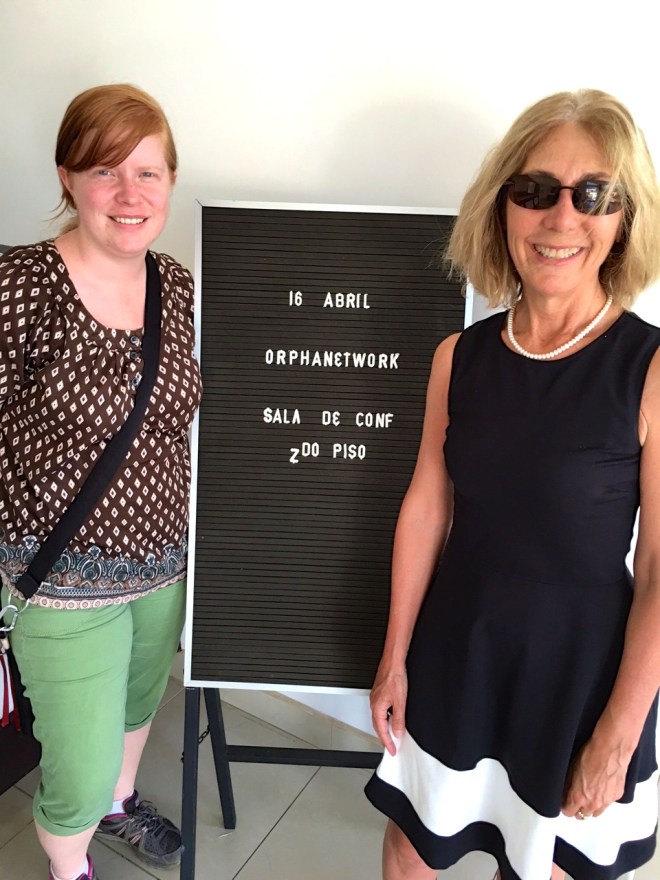 16 ABRIL
ORPHANETWORK
SALA DE CONF
2DO PISO